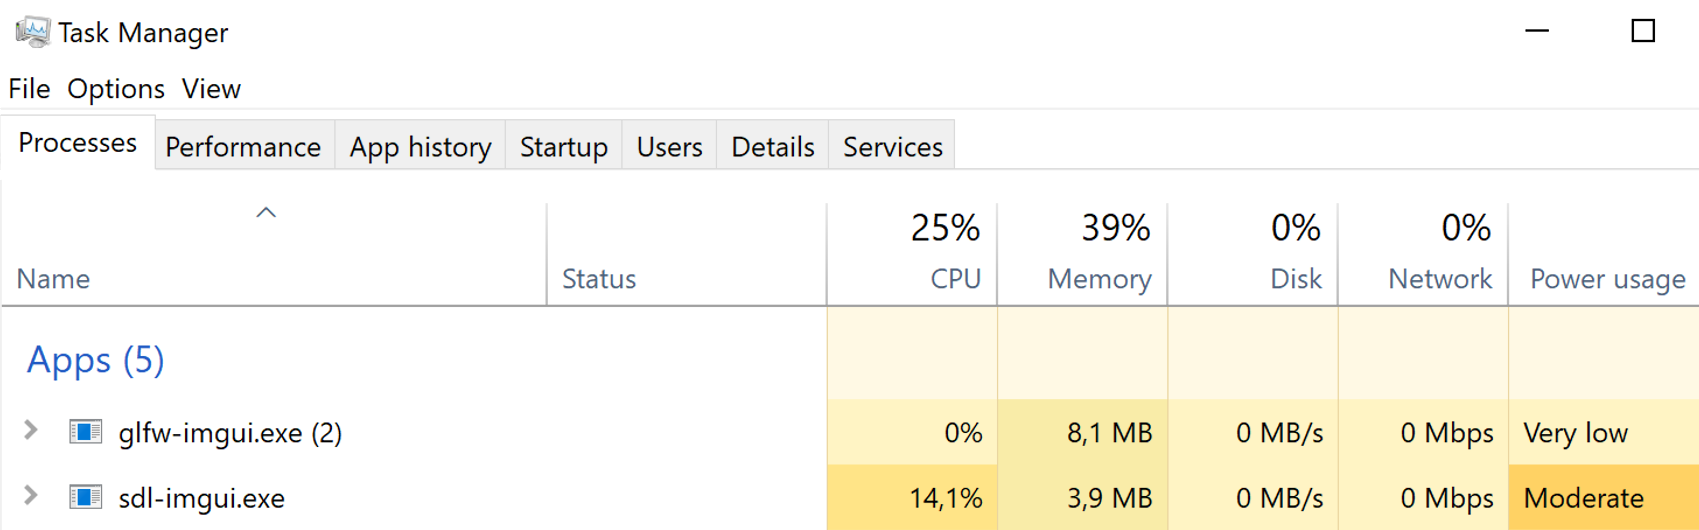 Task Manager
File Options View
Processes Performance App history Startup Users Details Services
25% 39% 0% 0%
Name Status CPU Memory Disk Network Power usage
Apps (5)
glfw-imgui.exe (2) 0% 8,1 MB 0 MB/s 0 Mbps Very low
sdl-imgui.exe 14,1% 3,9 MB 0 MB/s 0 Mbps Moderate